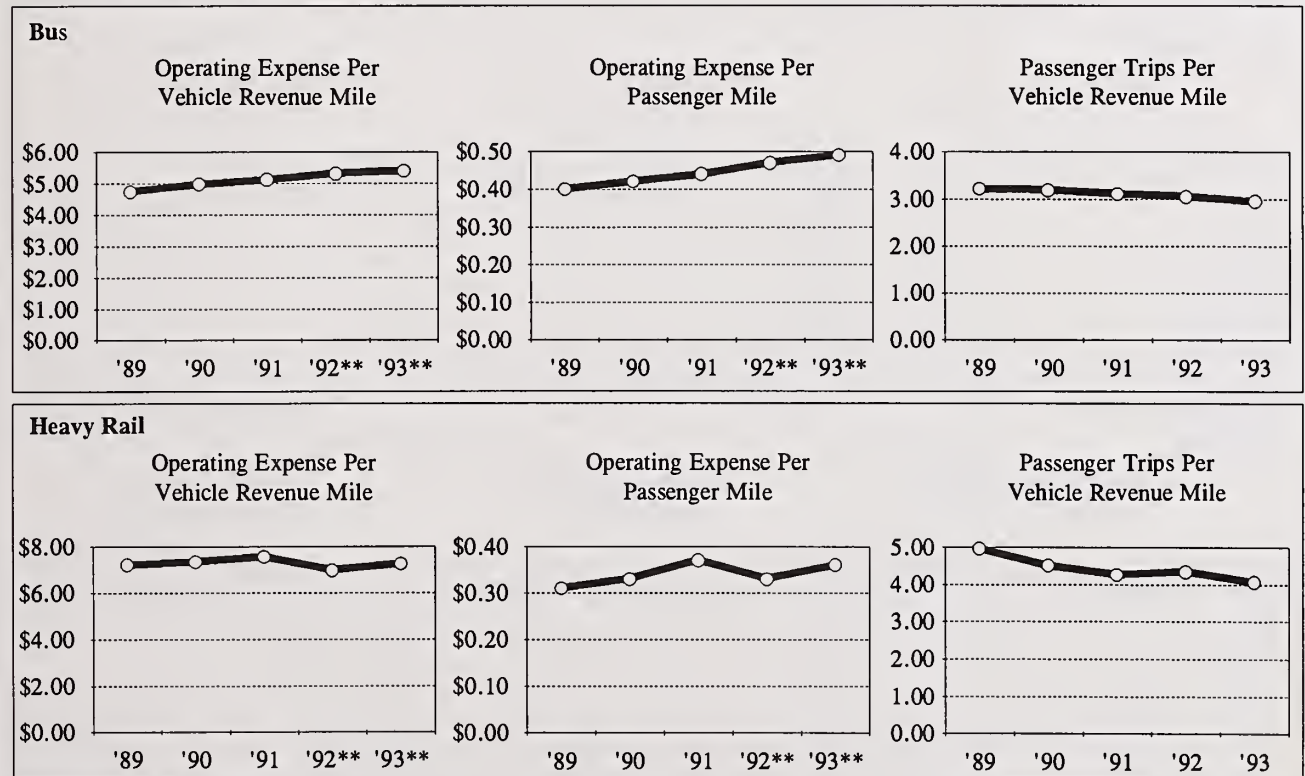 Bus
Operating Expense Per
Vehicle Revenue Mile
$6.00
$5.00
$4.00
$3.00
$2.00
$1.00
$0.00
'89 '90 '91 '92** '93**
Operating Expense Per
Passenger Mile
$0.50
$0.40
$0.30
$0.20
$0.10
$0.00
'89 '90 '91 '92** '93**
Passenger Trips Per
Vehicle Revenue Mile
4.00
3.00
2.00
1.00
0.00
'89 '90 '91 '92 '93
Heavy Rail
Operating Expense Per
Vehicle Revenue Mile
$8.00
$6.00
$4.00
$2.00
$0.00
'89 '90 '91 '92** '93**
Operating Expense Per
Passenger Mile
$0.40
$0.30
$0.20
$0.10
$0.00
'89 '90 '91 '92** '93**
Passenger Trips Per
Vehicle Revenue Mile
5.00
4.00
3.00
2.00
1.00
0.00
'89 '90 '91 '92 '93